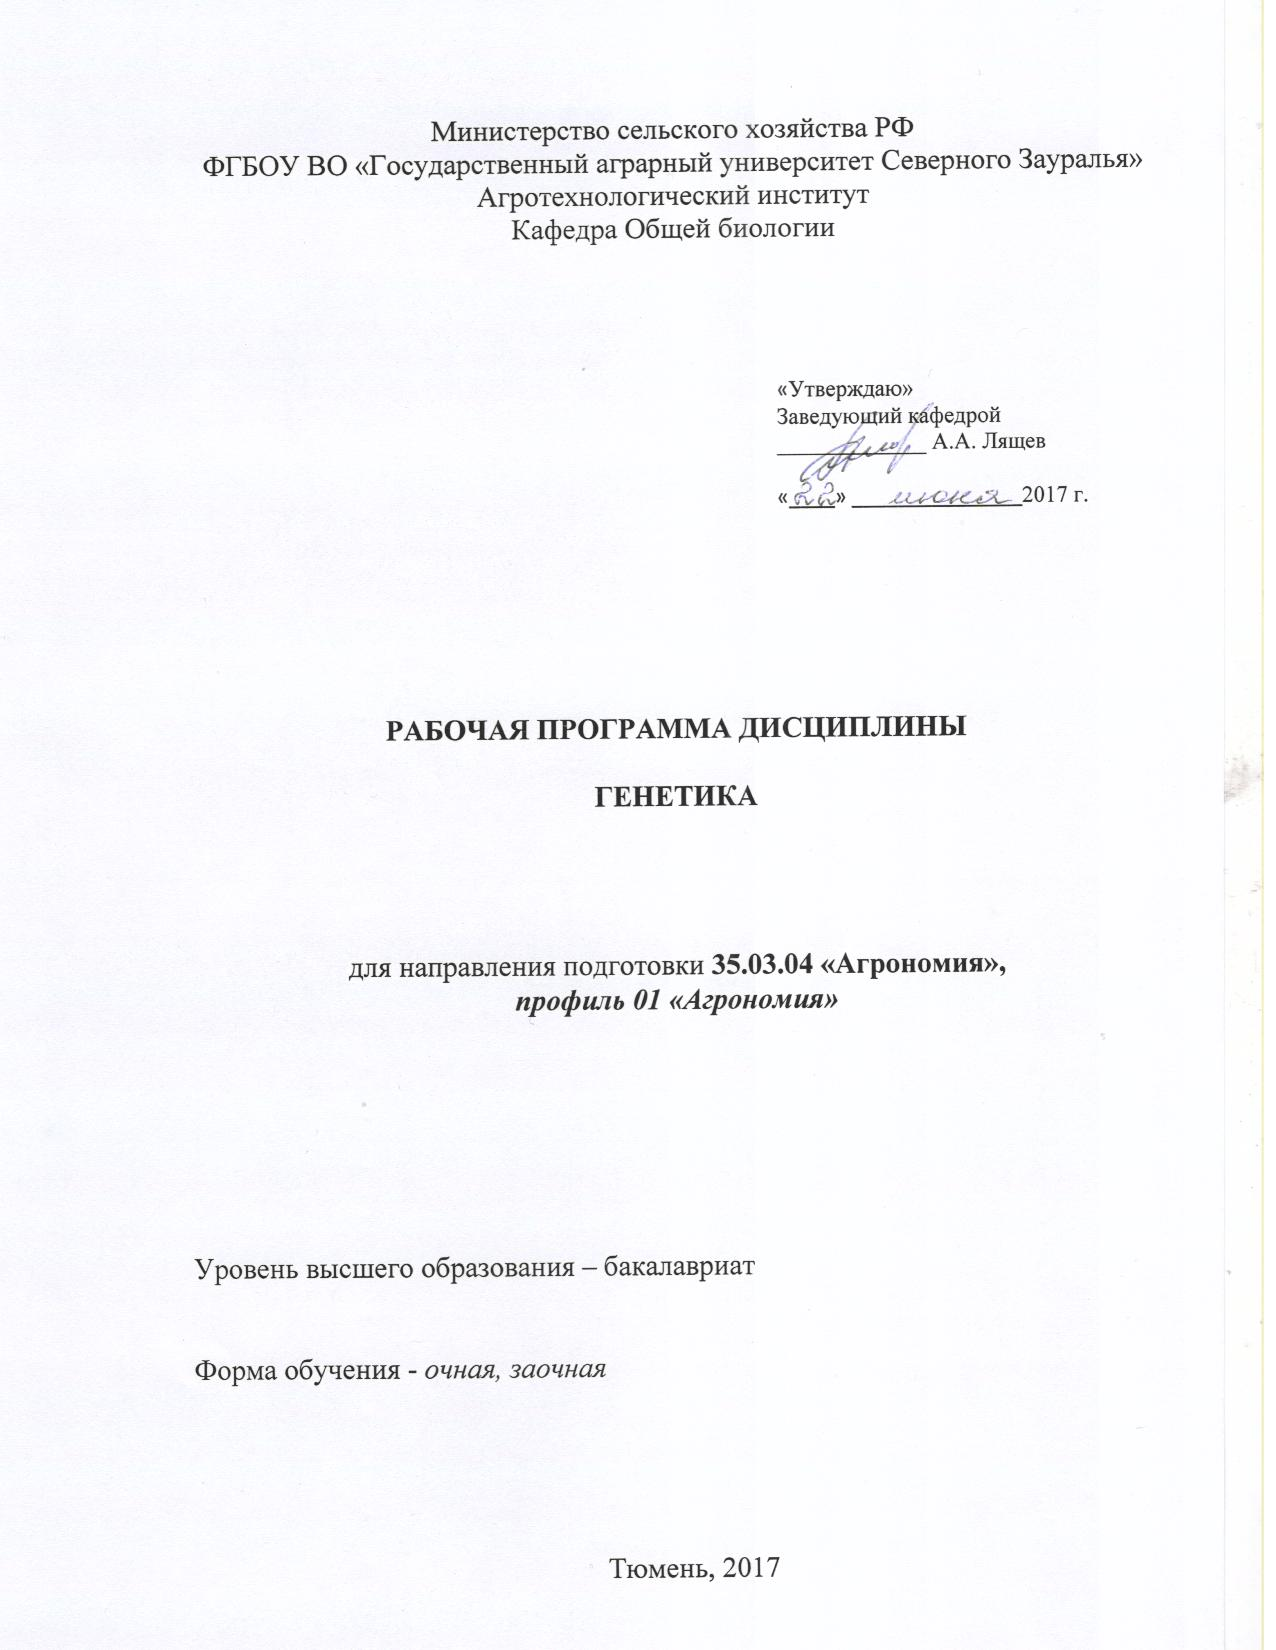 Министерство сельского хозяйства РФ
ФГБОУ ВО «Государственный аграрный университет Северного Зауралья»
Агротехнологический институт
Кафедра Общей биологии
«Утверждаю»
Заведующий кафедрой
А.А. Лящев
«22» июня 2017 г.
РАБОЧАЯ ПРОГРАММА ДИСЦИПЛИНЫ
ГЕНЕТИКА
для направления подготовки 35.03.04 «Агрономия»,
профиль 01 «Агрономия»
Уровень высшего образования – бакалавриат
Форма обучения - очная, заочная
Тюмень, 2017